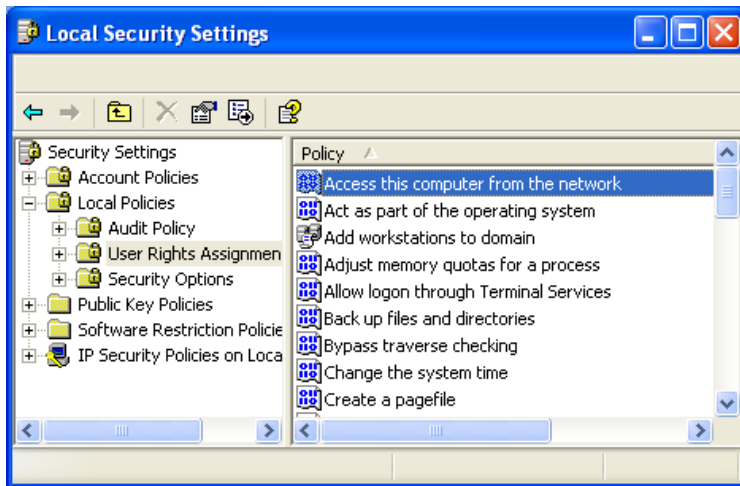 Local Security Settings
Security Settings
Account Policies
Local Policies
Audit Policy
User Rights Assignmen
Security Options
Public Key Policies
Software Restriction Policie
IP Security Policies on Loca
Policy
Access this computer from the network
Act as part of the operating system
Add workstations to domain
Adjust memory quotas for a process
Allow logon through Terminal Services
Back up files and directories
Bypass traverse checking
Change the system time
Create a pagefile